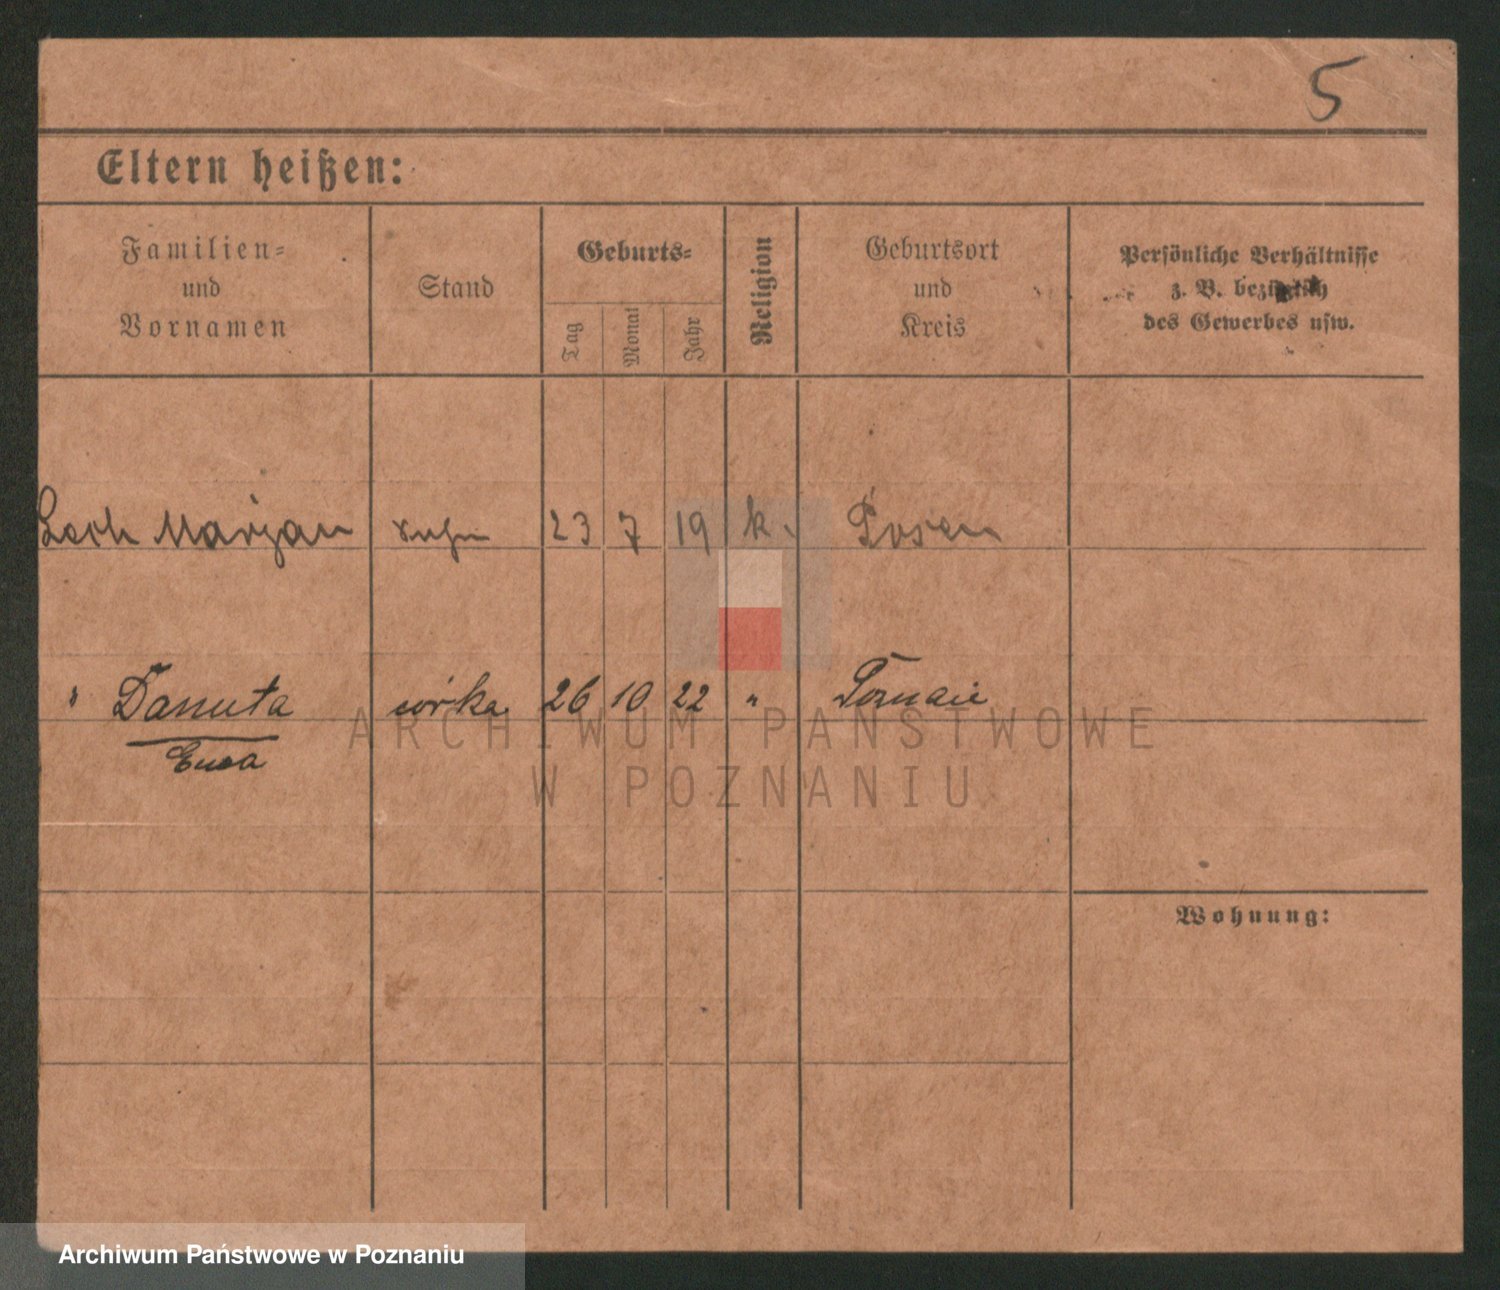 5
Eltern heißen:
Familien=
und
Vornamen
Stand
Geburts=
Tag
Monat
Jahr
Religion
Geburtsort
und
Kreis
Persönliche Verhältnisse
z. B. bezüglich
des Gewerbes usw.
Lech Marjan 23 7 19 k. Posen
" Danuta córka 26 10 22 " Poznań
Ewa
ARCHIWUM PAŃSTWOWE
W POZNANIU
Wohnung:
Archiwum Państwowe w Poznaniu